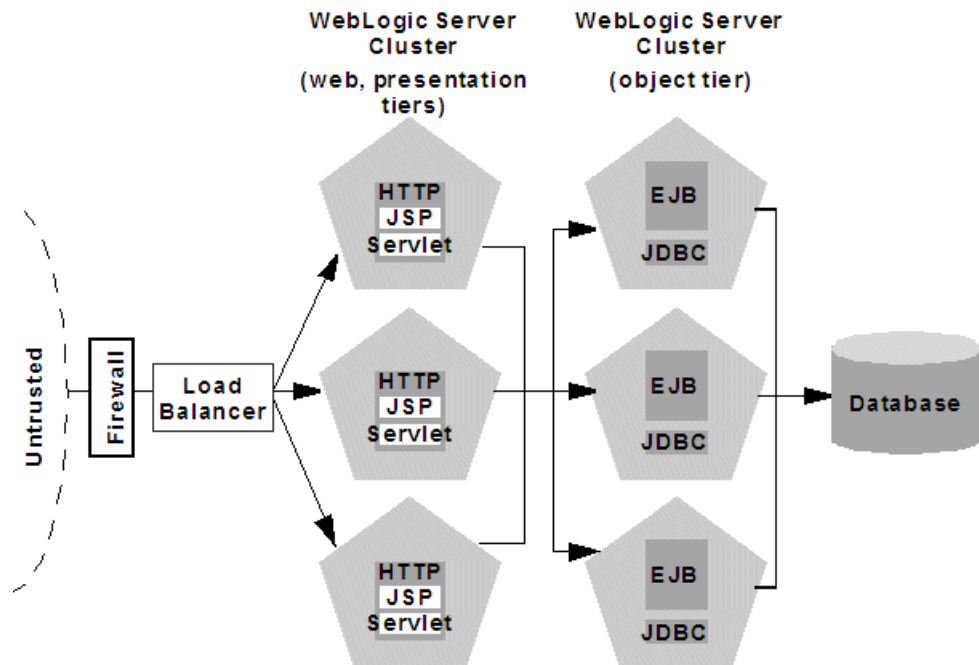 WebLogic Server
Cluster
(web, presentation
tiers)
WebLogic Server
Cluster
(object tier)
Untrusted
Firewall
Load
Balancer
HTTP
JSP
Servlet
HTTP
JSP
Servlet
HTTP
JSP
Servlet
EJB
JDBC
EJB
JDBC
EJB
JDBC
Database